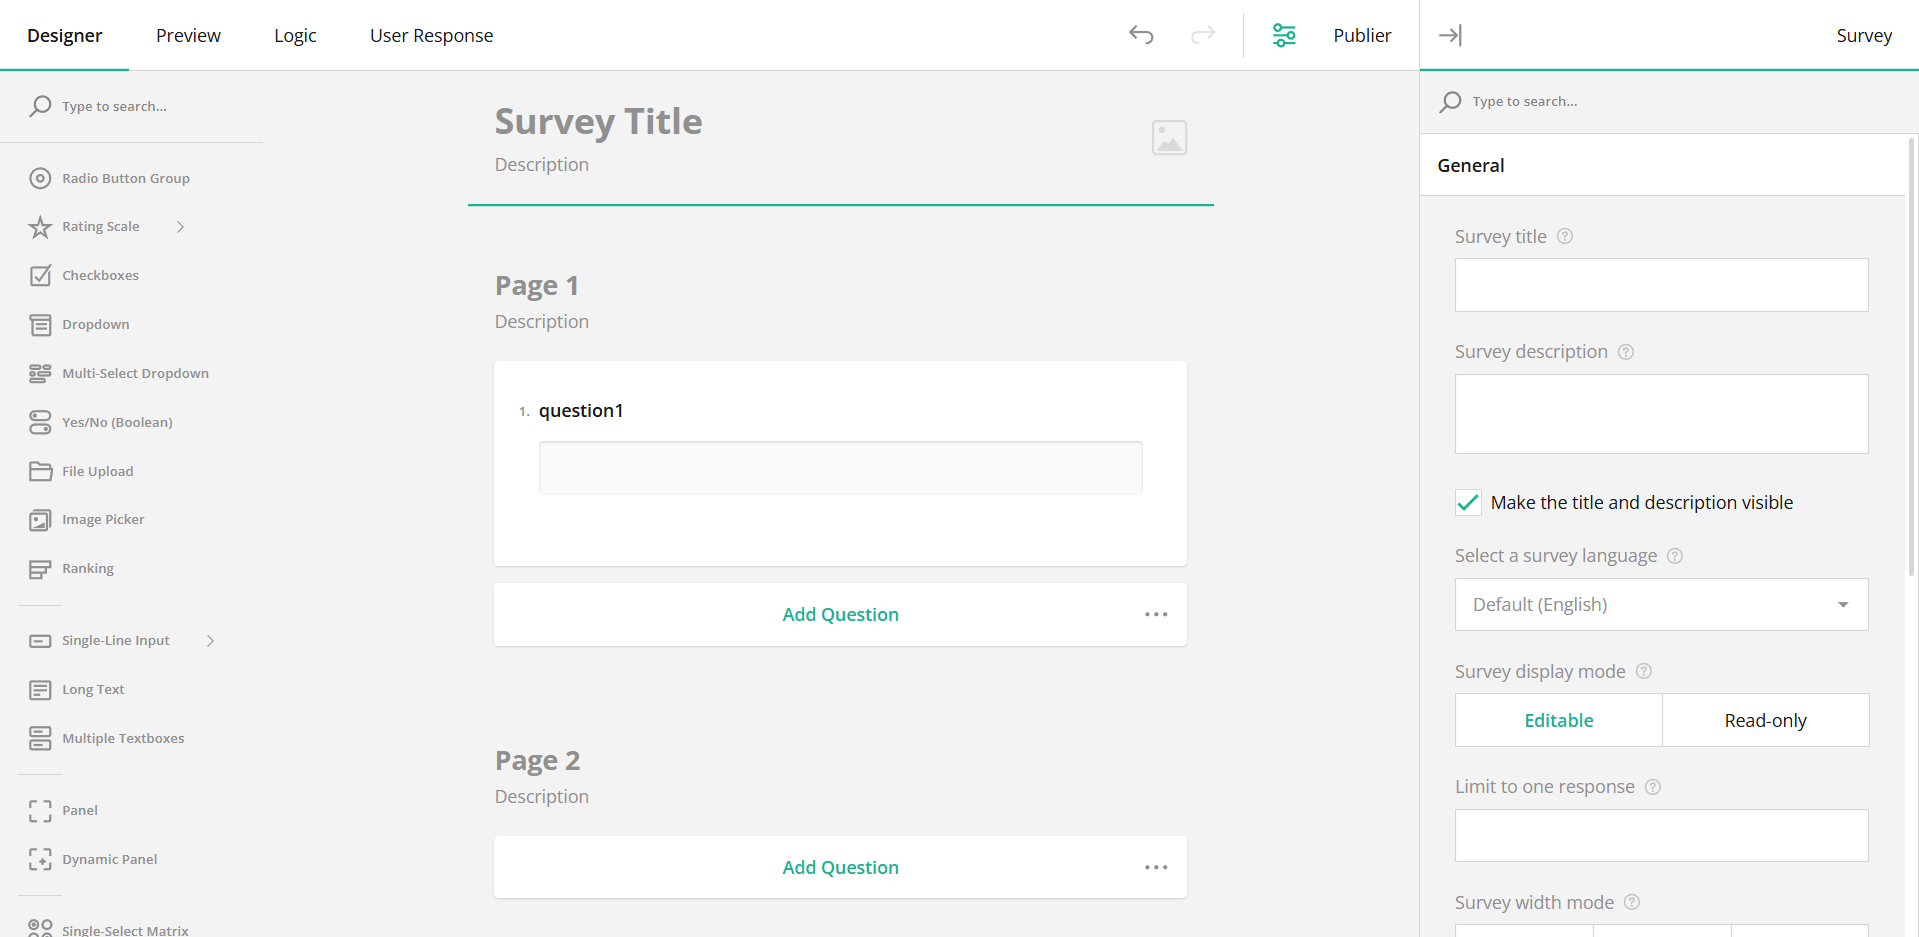 Designer Preview Logic User Response Publier Survey
Type to search...
Radio Button Group
Rating Scale
Checkboxes
Dropdown
Multi-Select Dropdown
Yes/No (Boolean)
File Upload
Image Picker
Ranking
Single-Line Input
Long Text
Multiple Textboxes
Panel
Dynamic Panel
Single-Select Matrix
Survey Title
Description
Page 1
Description
1. question1
Add Question
Page 2
Description
Add Question
Type to search...
General
Survey title
Survey description
Make the title and description visible
Select a survey language
Default (English)
Survey display mode
Editable Read-only
Limit to one response
Survey width mode